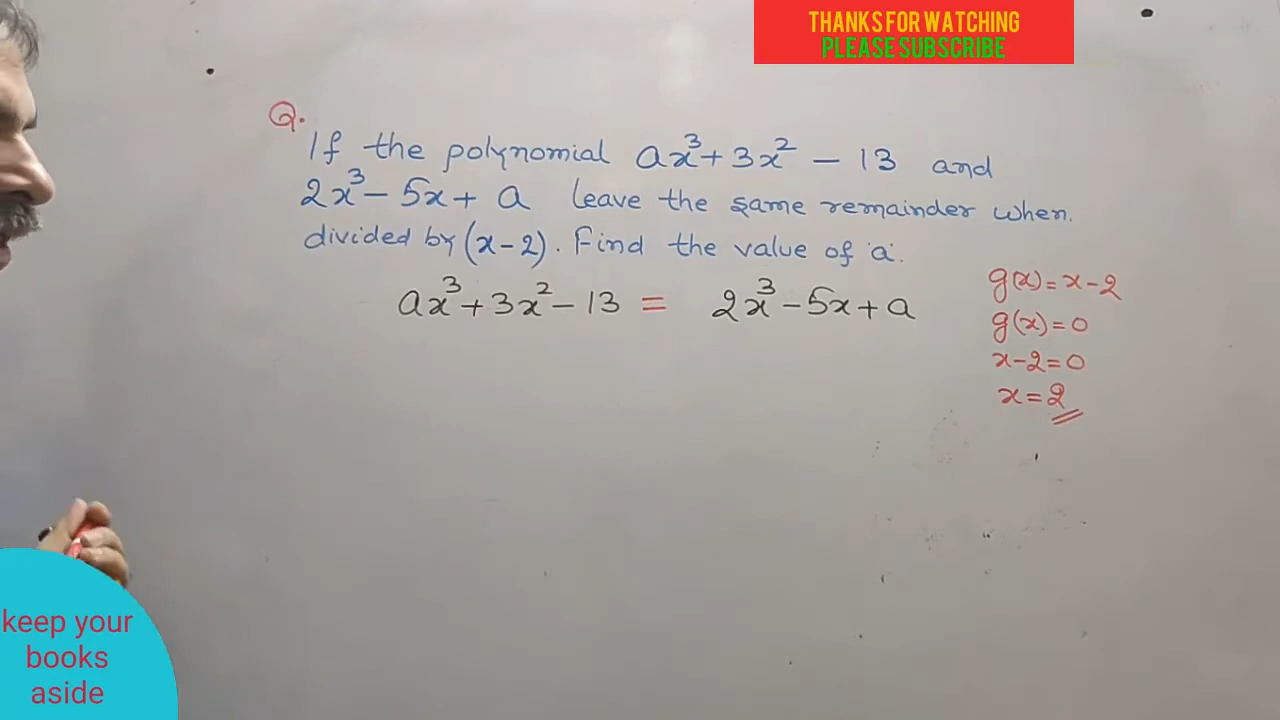 THANKS FOR WATCHING
PLEASE SUBSCRIBE
Q.
If the polynomial ax³ + 3x² - 13 and
2x³ - 5x + a leave the same remainder when.
divided by (x-2). Find the value of 'a'.
ax³ + 3x² - 13 = 2x³ - 5x + a
g(x) = x - 2
g(x) = 0
x - 2 = 0
x = 2
keep your
books
aside